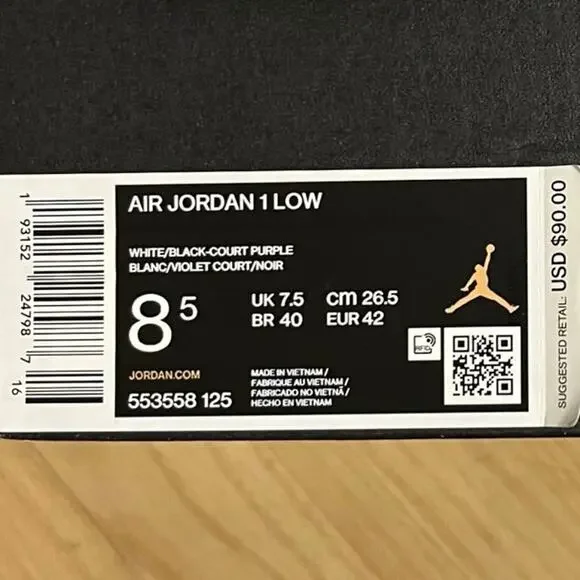 AIR JORDAN 1 LOW
WHITE/BLACK-COURT PURPLE
BLANC/VIOLET COURT/NOIR
8 5
UK 7.5 cm 26.5
BR 40 EUR 42
JORDAN.COM
553558 125
MADE IN VIETNAM /
FABRIQUE AU VIETNAM /
FABRICADO NO VIETNÃ /
HECHO EN VIETNAM
RFID
1 93152 24798 7
16
SUGGESTED RETAIL: USD $90.00